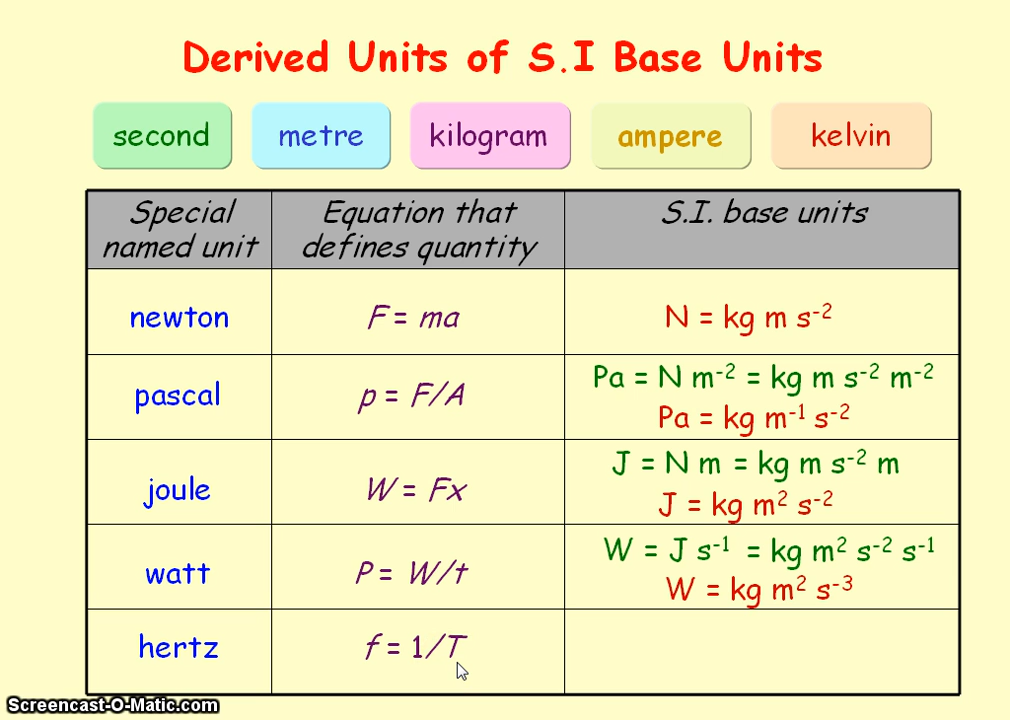 Derived Units of S.I Base Units
second metre kilogram ampere kelvin
Special named unit
Equation that defines quantity
S.I. base units
newton
F = ma
N = kg m s⁻²
pascal
p = F/A
Pa = N m⁻² = kg m s⁻² m⁻²
Pa = kg m⁻¹ s⁻²
joule
W = Fx
J = N m = kg m s⁻² m
J = kg m² s⁻²
watt
P = W/t
W = J s⁻¹ = kg m² s⁻² s⁻¹
W = kg m² s⁻³
hertz
f = 1/T
Screencast-O-Matic.com